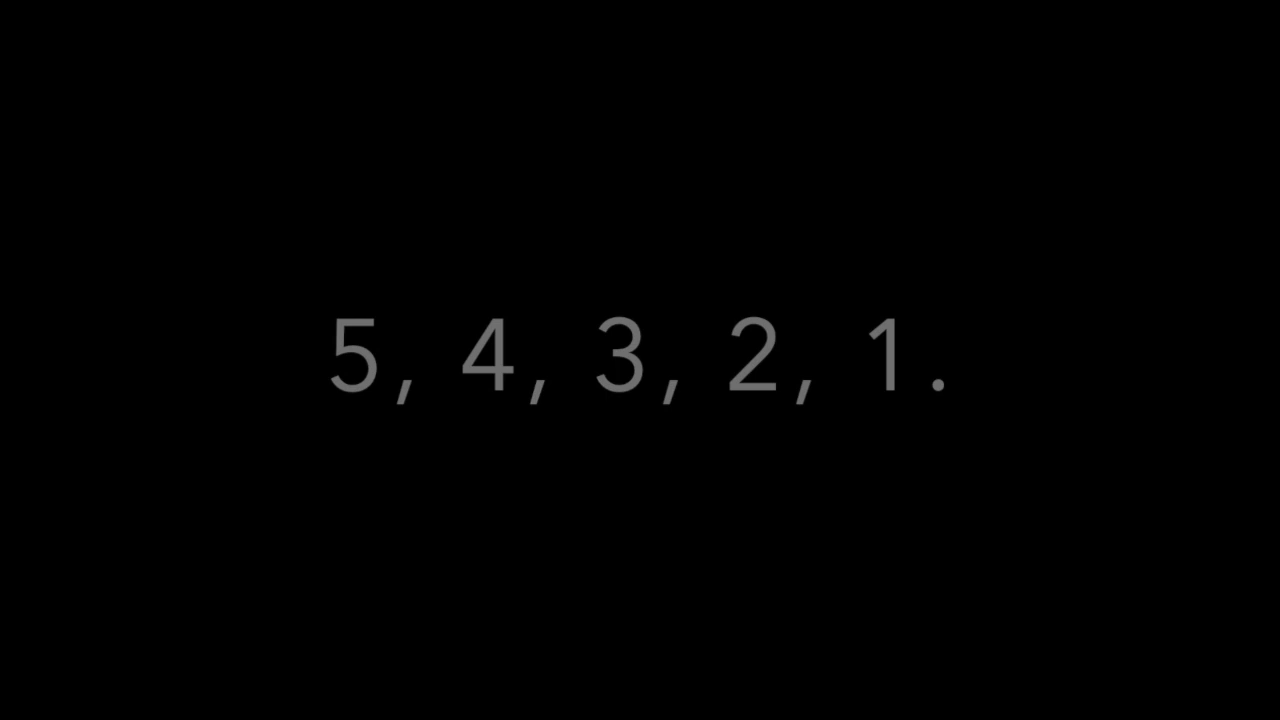 5, 4, 3, 2, 1.